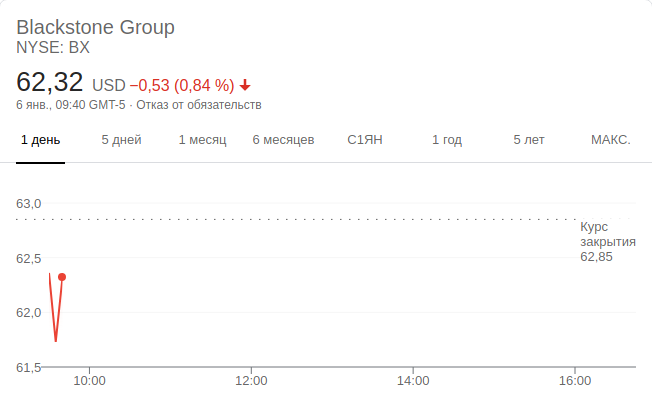 Blackstone Group
NYSE: BX
62,32 USD −0,53 (0,84 %)
6 янв., 09:40 GMT-5 · Отказ от обязательств
1 день 5 дней 1 месяц 6 месяцев С1ЯН 1 год 5 лет МАКС.
63,0
Курс
закрытия
62,85
62,5
62,0
61,5
10:00 12:00 14:00 16:00